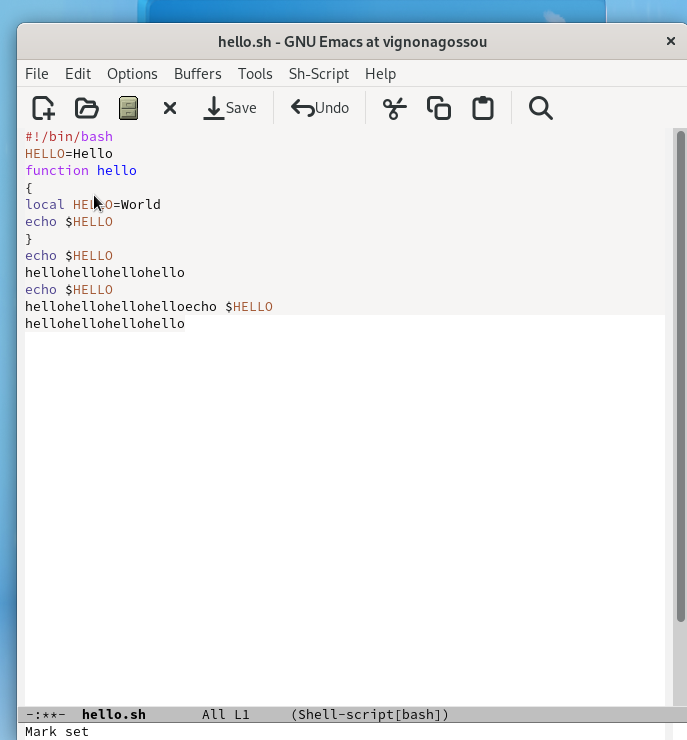 hello.sh - GNU Emacs at vignonagossou ×
File Edit Options Buffers Tools Sh-Script Help
Save Undo
#!/bin/bash
HELLO=Hello
function hello
{
local HELLO=World
echo $HELLO
}
echo $HELLO
hellohellohellohello
echo $HELLO
hellohellohellohelloecho $HELLO
hellohellohellohello
-:**- hello.sh All L1 (Shell-script[bash])
Mark set